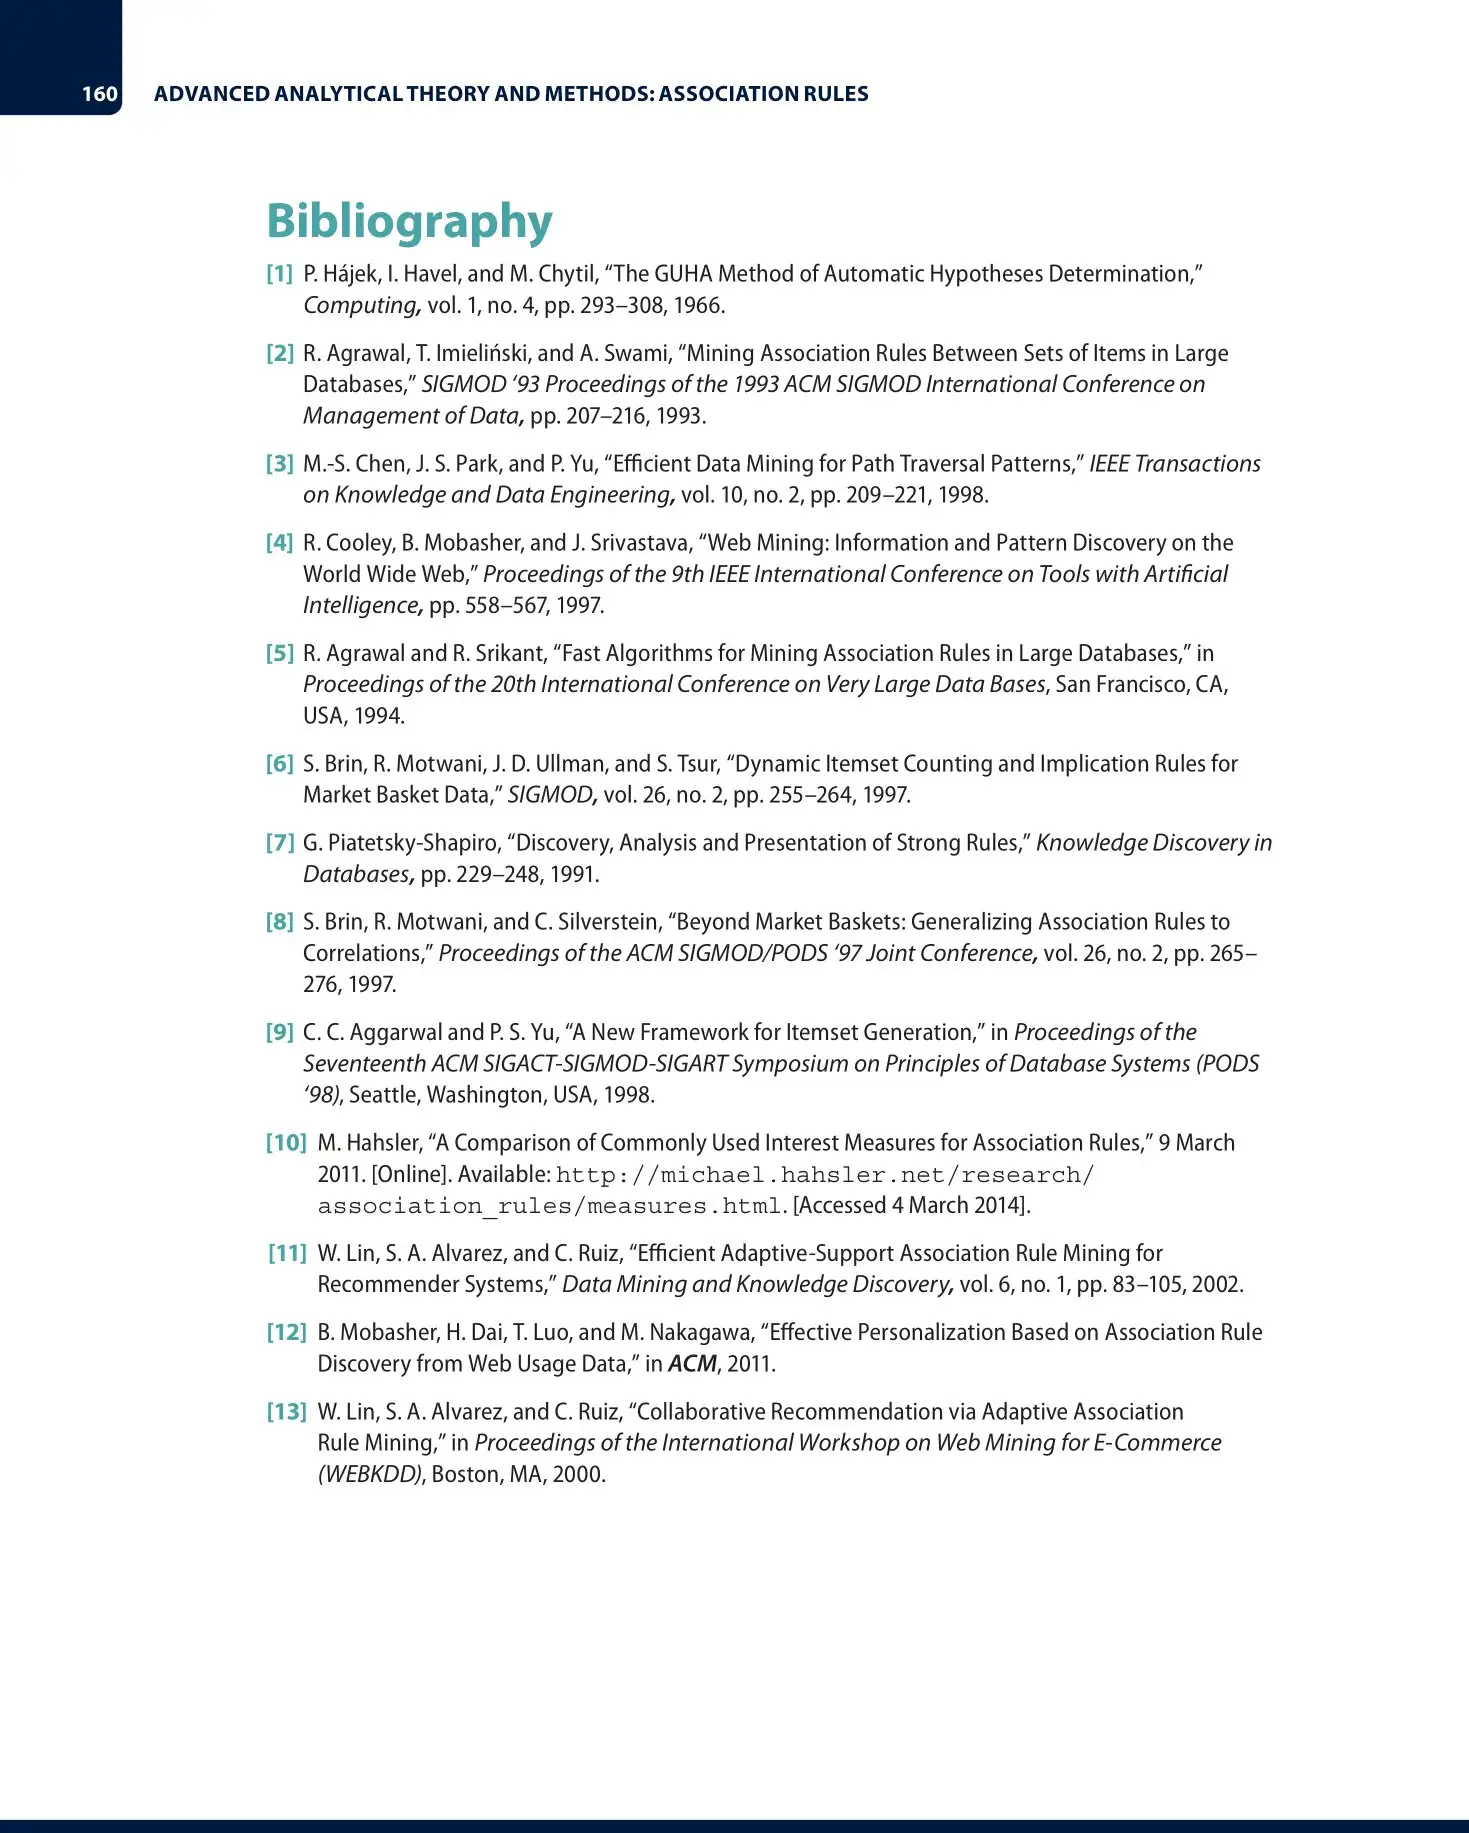 160 ADVANCED ANALYTICAL THEORY AND METHODS: ASSOCIATION RULES
Bibliography
[1] P. Hájek, I. Havel, and M. Chytil, “The GUHA Method of Automatic Hypotheses Determination,”
Computing, vol. 1, no. 4, pp. 293–308, 1966.
[2] R. Agrawal, T. Imieliński, and A. Swami, “Mining Association Rules Between Sets of Items in Large
Databases,” SIGMOD ‘93 Proceedings of the 1993 ACM SIGMOD International Conference on
Management of Data, pp. 207–216, 1993.
[3] M.-S. Chen, J. S. Park, and P. Yu, “Efficient Data Mining for Path Traversal Patterns,” IEEE Transactions
on Knowledge and Data Engineering, vol. 10, no. 2, pp. 209–221, 1998.
[4] R. Cooley, B. Mobasher, and J. Srivastava, “Web Mining: Information and Pattern Discovery on the
World Wide Web,” Proceedings of the 9th IEEE International Conference on Tools with Artificial
Intelligence, pp. 558–567, 1997.
[5] R. Agrawal and R. Srikant, “Fast Algorithms for Mining Association Rules in Large Databases,” in
Proceedings of the 20th International Conference on Very Large Data Bases, San Francisco, CA,
USA, 1994.
[6] S. Brin, R. Motwani, J. D. Ullman, and S. Tsur, “Dynamic Itemset Counting and Implication Rules for
Market Basket Data,” SIGMOD, vol. 26, no. 2, pp. 255–264, 1997.
[7] G. Piatetsky-Shapiro, “Discovery, Analysis and Presentation of Strong Rules,” Knowledge Discovery in
Databases, pp. 229–248, 1991.
[8] S. Brin, R. Motwani, and C. Silverstein, “Beyond Market Baskets: Generalizing Association Rules to
Correlations,” Proceedings of the ACM SIGMOD/PODS ‘97 Joint Conference, vol. 26, no. 2, pp. 265–
276, 1997.
[9] C. C. Aggarwal and P. S. Yu, “A New Framework for Itemset Generation,” in Proceedings of the
Seventeenth ACM SIGACT-SIGMOD-SIGART Symposium on Principles of Database Systems (PODS
‘98), Seattle, Washington, USA, 1998.
[10] M. Hahsler, “A Comparison of Commonly Used Interest Measures for Association Rules,” 9 March
2011. [Online]. Available: http://michael.hahsler.net/research/
association_rules/measures.html. [Accessed 4 March 2014].
[11] W. Lin, S. A. Alvarez, and C. Ruiz, “Efficient Adaptive-Support Association Rule Mining for
Recommender Systems,” Data Mining and Knowledge Discovery, vol. 6, no. 1, pp. 83–105, 2002.
[12] B. Mobasher, H. Dai, T. Luo, and M. Nakagawa, “Effective Personalization Based on Association Rule
Discovery from Web Usage Data,” in ACM, 2011.
[13] W. Lin, S. A. Alvarez, and C. Ruiz, “Collaborative Recommendation via Adaptive Association
Rule Mining,” in Proceedings of the International Workshop on Web Mining for E-Commerce
(WEBKDD), Boston, MA, 2000.